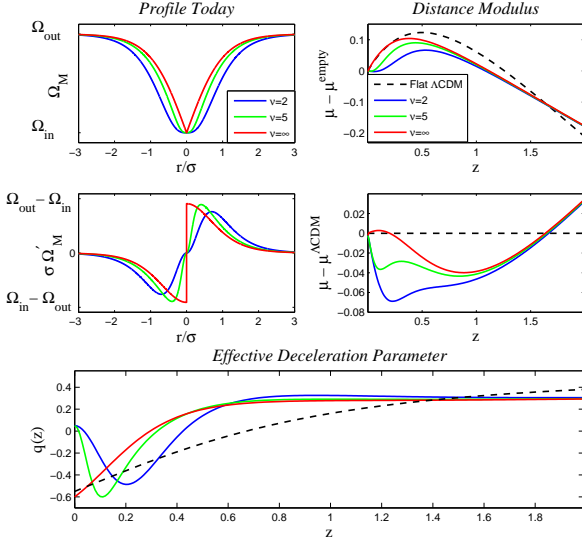 Profile Today
Ω_out
Ω_M
Ω_in
ν=2
ν=5
ν=∞
−3 −2 −1 0 1 2 3
r/σ
Distance Modulus
μ − μ^empty
0.1
0
−0.1
−0.2
Flat ΛCDM
ν=2
ν=5
ν=∞
0.5 1 1.5
z
Ω_out − Ω_in
σ Ω′_M
0
Ω_in − Ω_out
−3 −2 −1 0 1 2 3
r/σ
μ − μ^ΛCDM
0.02
0
−0.02
−0.04
−0.06
−0.08
0.5 1 1.5
z
Effective Deceleration Parameter
q(z)
0.4
0.2
0
−0.2
−0.4
−0.6
0 0.2 0.4 0.6 0.8 1 1.2 1.4 1.6 1.8 2
z